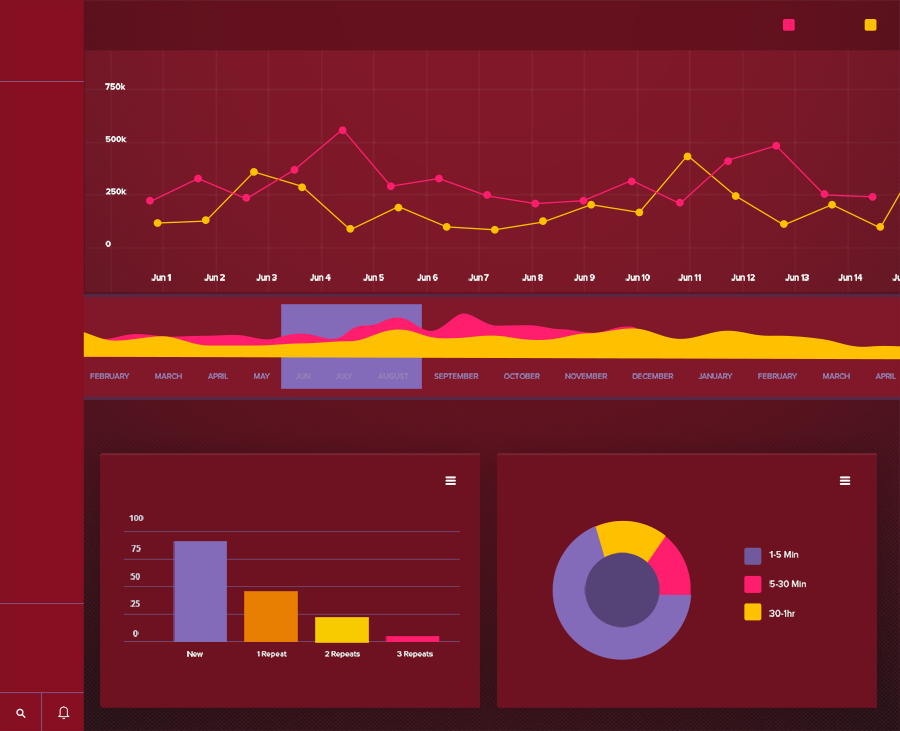 750k
500k
250k
0
Jun 1 Jun 2 Jun 3 Jun 4 Jun 5 Jun 6 Jun7 Jun 8 Jun 9 Jun 10 Jun 11 Jun 12 Jun 13 Jun 14
FEBRUARY MARCH APRIL MAY JUN JULY AUGUST SEPTEMBER OCTOBER NOVEMBER DECEMBER JANUARY FEBRUARY MARCH APRIL
100
75
50
25
0
New 1 Repeat 2 Repeats 3 Repeats
1-5 Min
5-30 Min
30-1hr